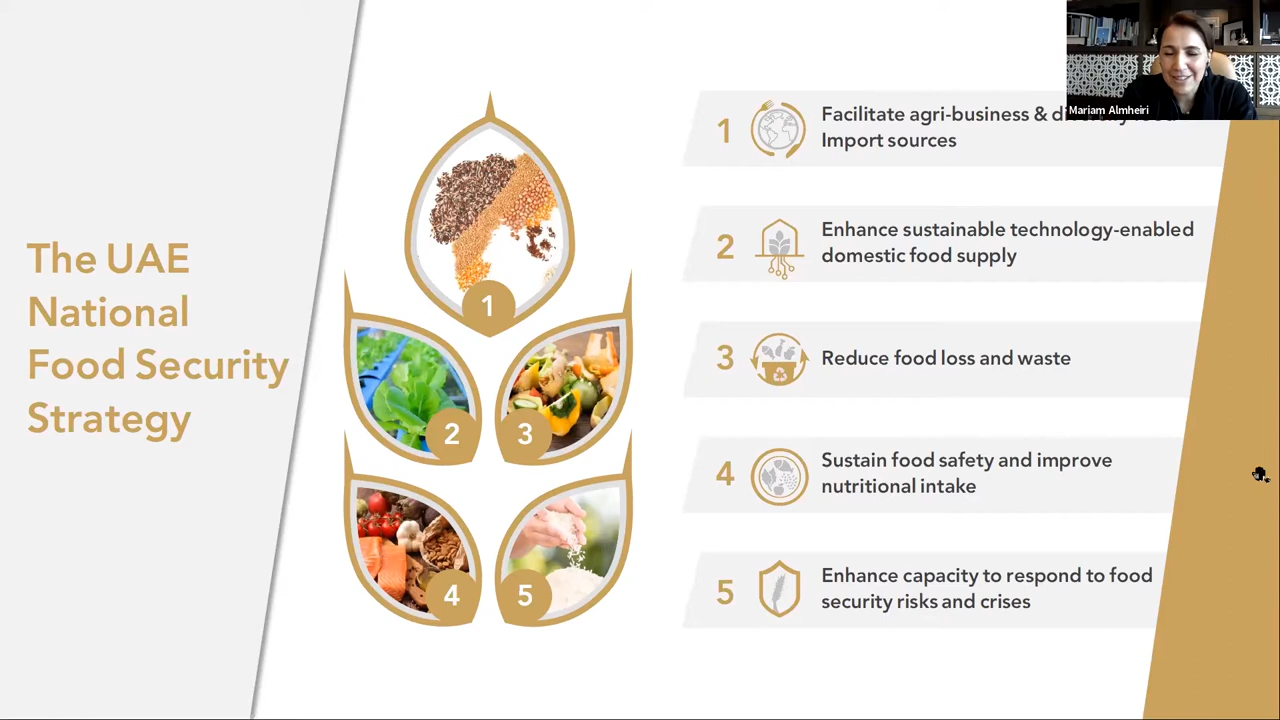 The UAE
National
Food Security
Strategy
1
2
3
4
5
1
Facilitate agri-business &
Import sources
2
Enhance sustainable technology-enabled
domestic food supply
3
Reduce food loss and waste
4
Sustain food safety and improve
nutritional intake
5
Enhance capacity to respond to food
security risks and crises
Mariam Almheiri